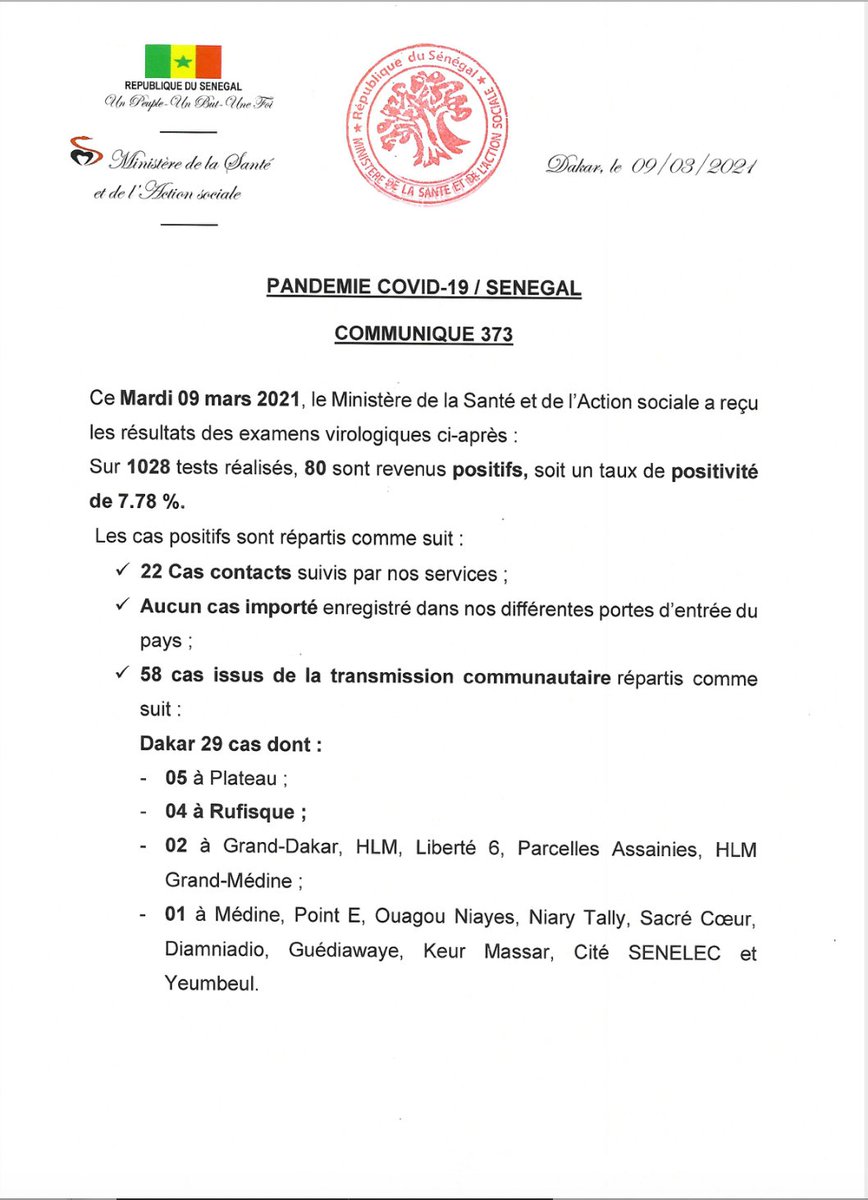 REPUBLIQUE DU SENEGAL
Un Peuple-Un But-Une Foi
Ministère de la Santé
et de l'Action sociale
★ République du Sénégal ★
MINISTERE DE LA SANTE ET DE L'ACTION SOCIALE
Dakar, le 09/03/2021
PANDEMIE COVID-19 / SENEGAL
COMMUNIQUE 373
Ce Mardi 09 mars 2021, le Ministère de la Santé et de l'Action sociale a reçu
les résultats des examens virologiques ci-après :
Sur 1028 tests réalisés, 80 sont revenus positifs, soit un taux de positivité
de 7.78 %.
Les cas positifs sont répartis comme suit :
✓ 22 Cas contacts suivis par nos services ;
✓ Aucun cas importé enregistré dans nos différentes portes d'entrée du
pays ;
✓ 58 cas issus de la transmission communautaire répartis comme
suit :
Dakar 29 cas dont :
- 05 à Plateau ;
- 04 à Rufisque ;
- 02 à Grand-Dakar, HLM, Liberté 6, Parcelles Assainies, HLM
Grand-Médine ;
- 01 à Médine, Point E, Ouagou Niayes, Niary Tally, Sacré Cœur,
Diamniadio, Guédiawaye, Keur Massar, Cité SENELEC et
Yeumbeul.